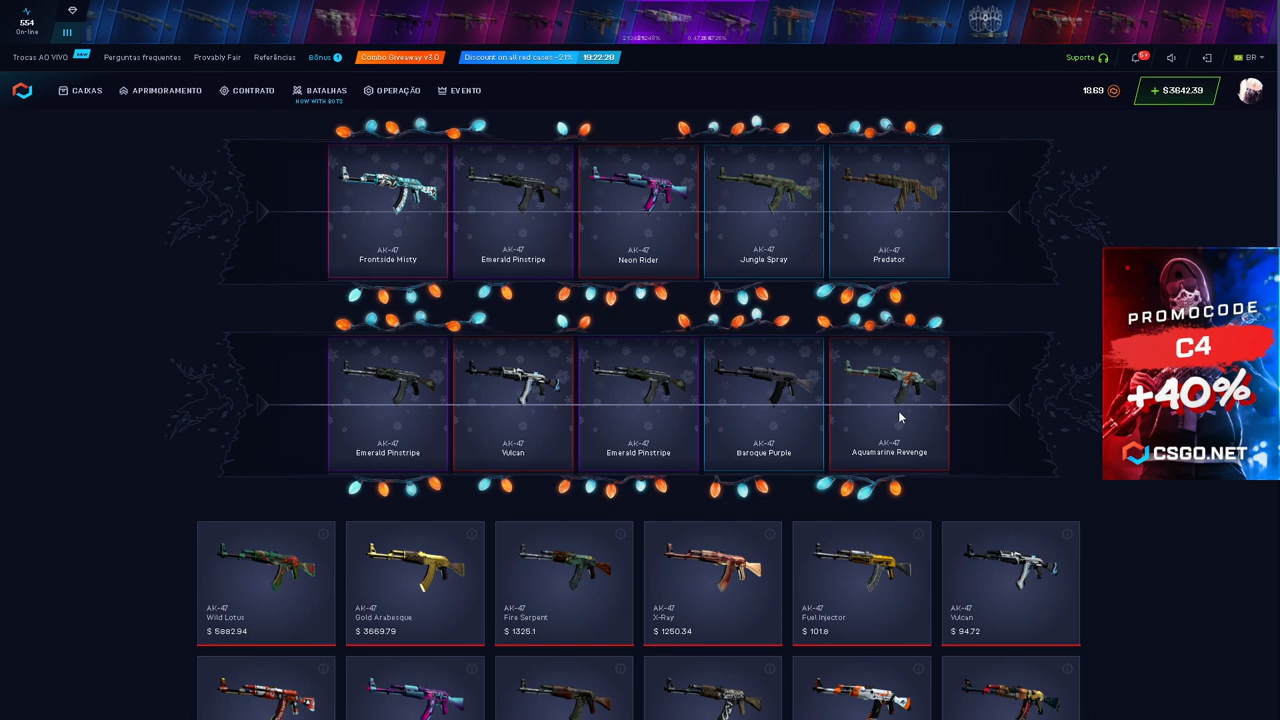 554
On-line
Trocas AO VIVO NEW
Perguntas frequentes
Provably Fair
Referências
Bônus 1
Combo Giveaway v3.0
Discount on all red cases -21% 19:22:28
Suporte
5+
BR
CAIXAS
APRIMORAMENTO
CONTRATO
BATALHAS
NOW WITH BOTS
OPERAÇÃO
EVENTO
18.69
+ $3642.39
AK-47
Frontside Misty
AK-47
Emerald Pinstripe
AK-47
Neon Rider
AK-47
Jungle Spray
AK-47
Predator
AK-47
Emerald Pinstripe
AK-47
Vulcan
AK-47
Emerald Pinstripe
AK-47
Baroque Purple
AK-47
Aquamarine Revenge
PROMOCODE
C4
+40%
CSGO.NET
AK-47
Wild Lotus
$ 5882.94
AK-47
Gold Arabesque
$ 3669.79
AK-47
Fire Serpent
$ 1325.1
AK-47
X-Ray
$ 1250.34
AK-47
Fuel Injector
$ 101.8
AK-47
Vulcan
$ 94.72